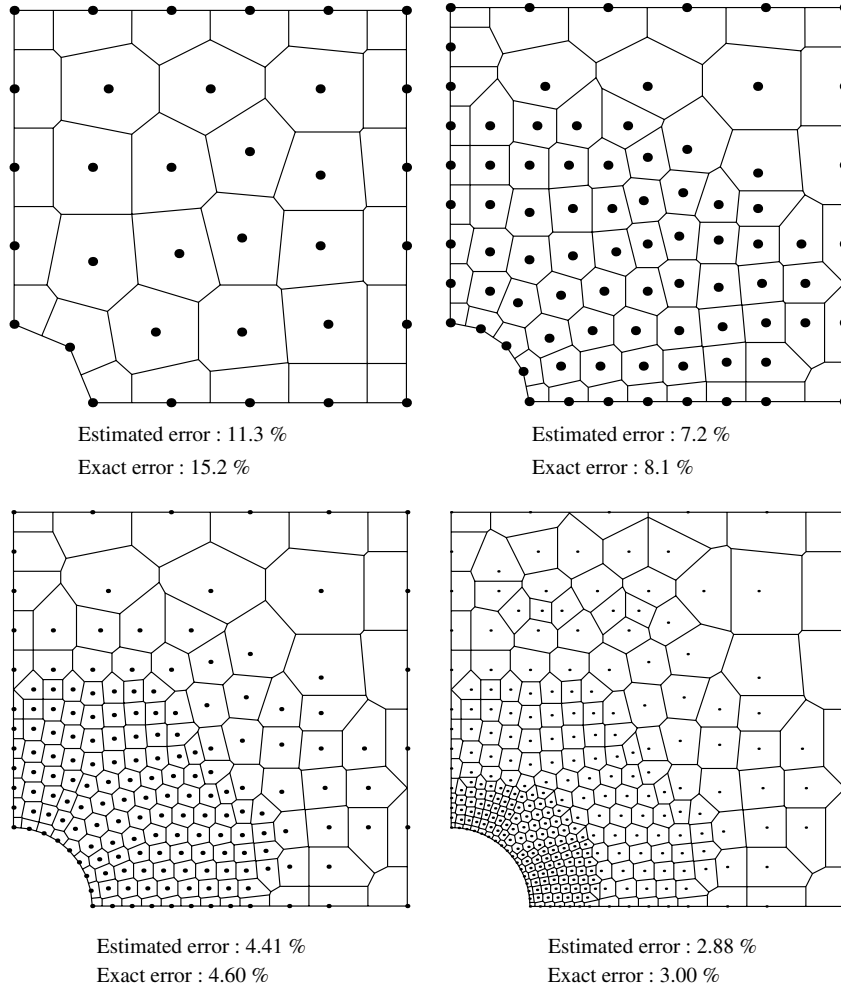 Estimated error : 11.3 %
Exact error : 15.2 %
Estimated error : 7.2 %
Exact error : 8.1 %
Estimated error : 4.41 %
Exact error : 4.60 %
Estimated error : 2.88 %
Exact error : 3.00 %